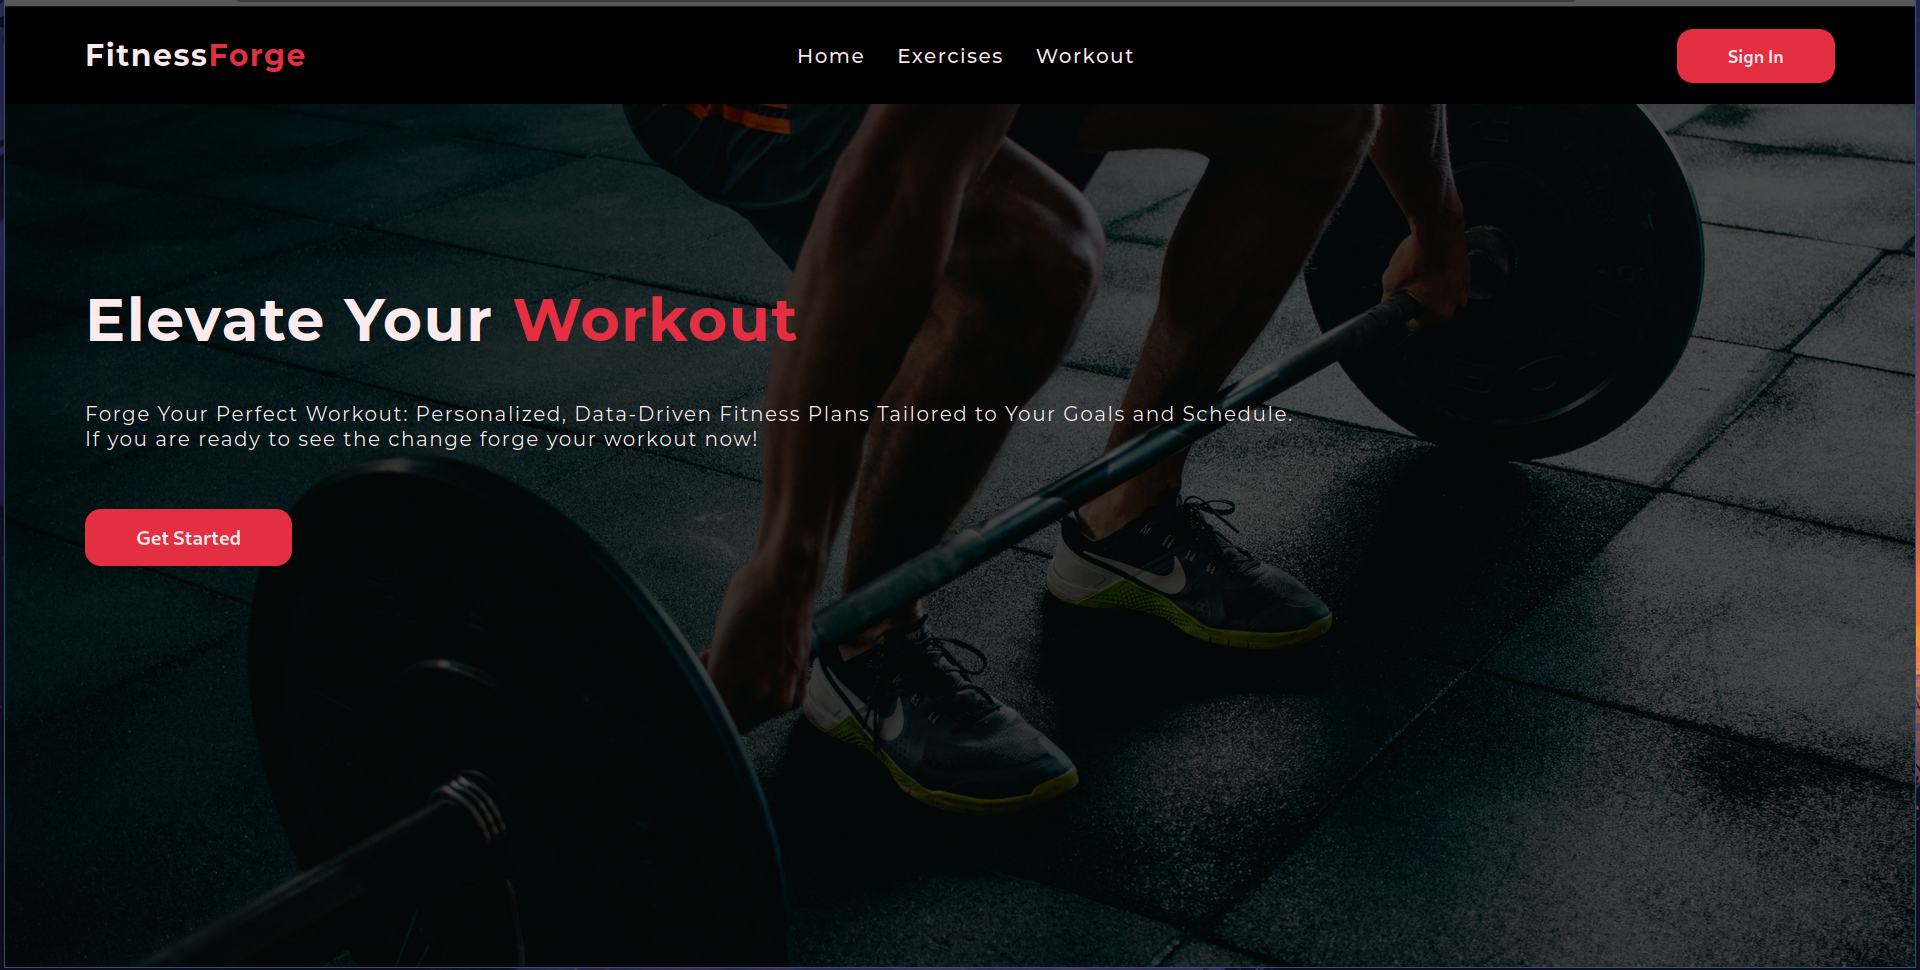 FitnessForge
Home Exercises Workout
Sign In
Elevate Your Workout
Forge Your Perfect Workout: Personalized, Data-Driven Fitness Plans Tailored to Your Goals and Schedule.
If you are ready to see the change forge your workout now!
Get Started